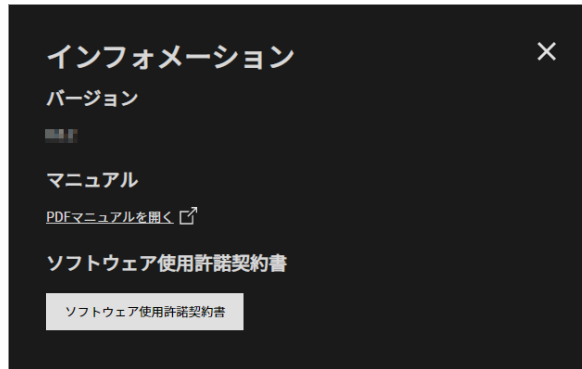 インフォメーション
バージョン
マニュアル
PDFマニュアルを開く
ソフトウェア使用許諾契約書
ソフトウェア使用許諾契約書